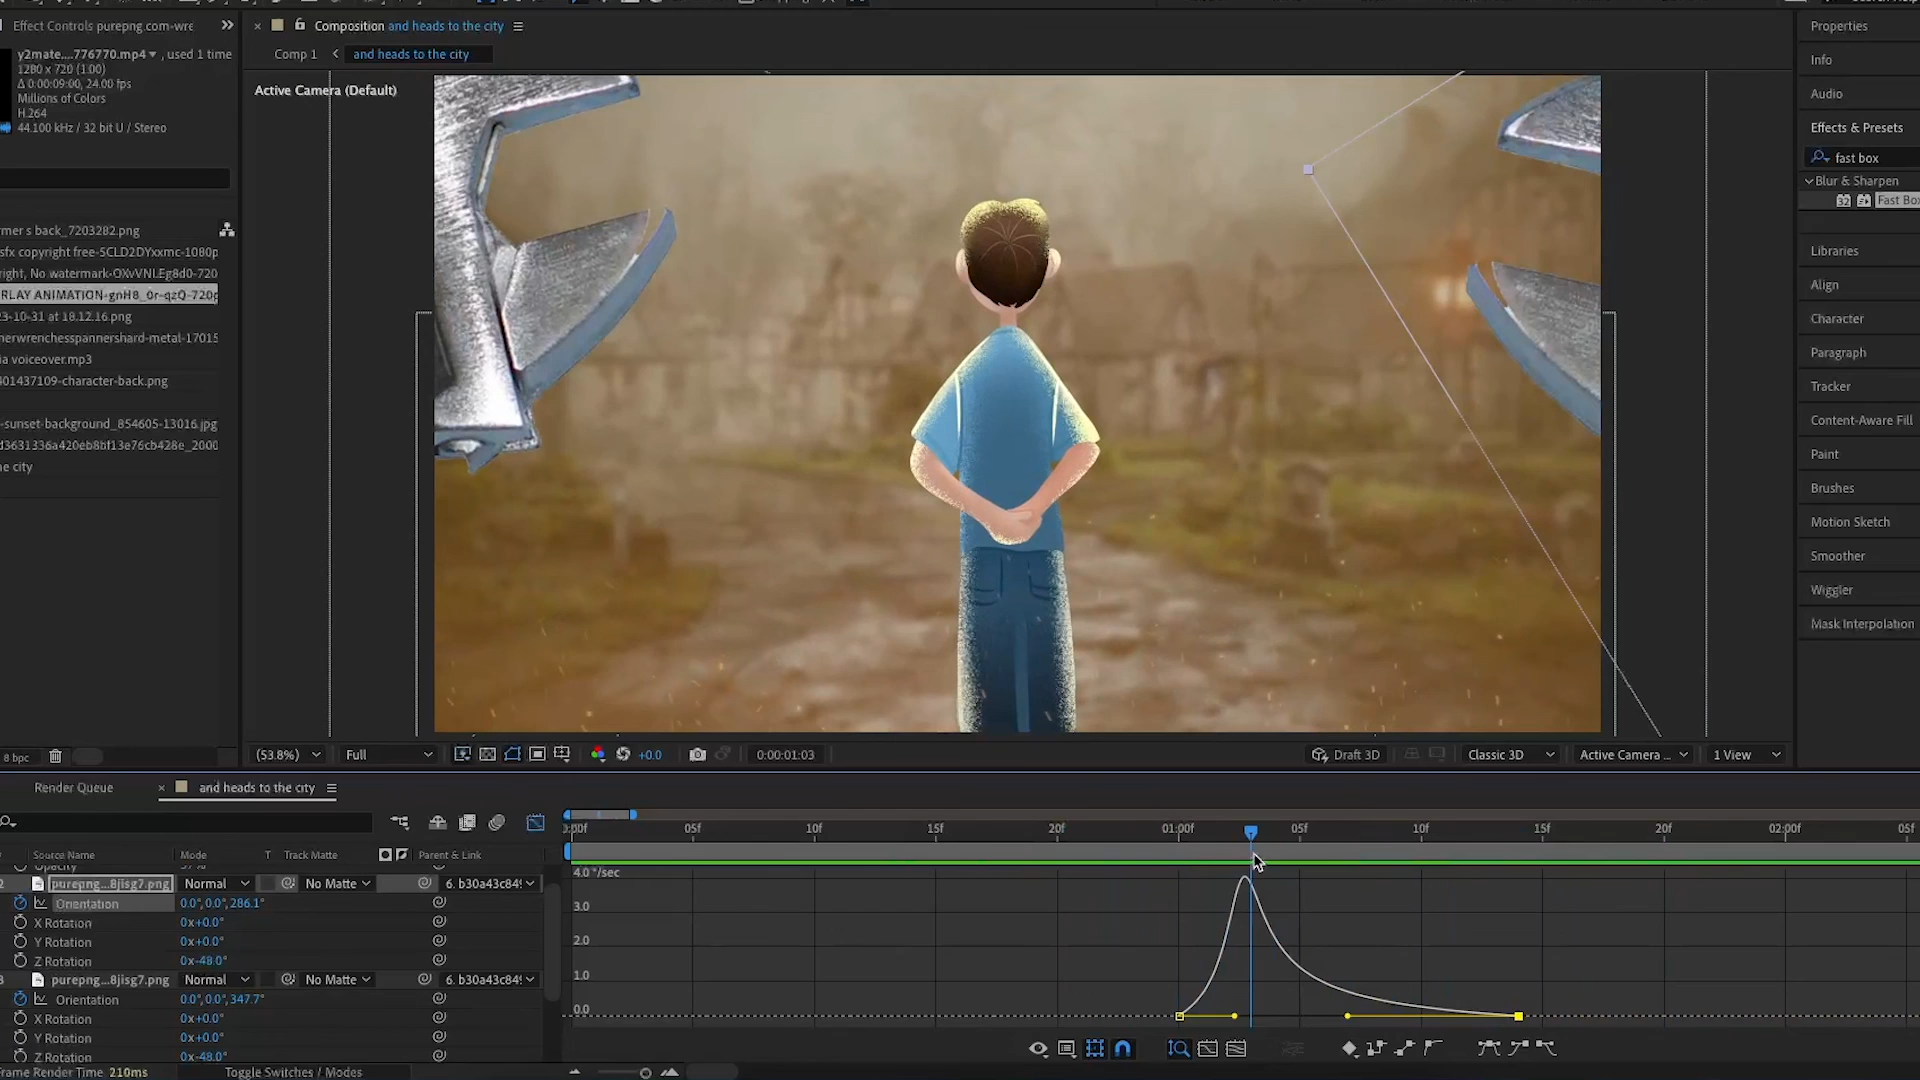 Effect Controls purepng.com-wre
Composition and heads to the city
Comp 1 and heads to the city
Active Camera (Default)
y2mate....776770.mp4 , used 1 time
1280 x 720 (1.00)
Δ 0:00:09:00, 24.00 fps
Millions of Colors
H.264
44.100 kHz / 32 bit U / Stereo
rmer s back_7203282.png
sfx copyright free-5CLD2DYxxmc-1080p
right, No watermark-OXvVNLEg8d0-720
RLAY ANIMATION-gnH8_0r-qzQ-720p
3-10-31 at 18.12.16.png
nerwrenchesspannershard-metal-17015
ia voiceover.mp3
401437109-character-back.png
-sunset-background_854605-13016.jpg
d3631336a420eb8bf13e76cb428e_2000
he city
8 bpc
Properties
Info
Audio
Effects & Presets
fast box
Blur & Sharpen
32 Fast Bo
Libraries
Align
Character
Paragraph
Tracker
Content-Aware Fill
Paint
Brushes
Motion Sketch
Smoother
Wiggler
Mask Interpolation
(53.8%) Full +0.0 0:00:01:03 Draft 3D Classic 3D Active Camera ... 1 View
Render Queue and heads to the city
0:00f 05f 10f 15f 20f 01:00f 05f 10f 15f 20f 02:00f 05f
Source Name Mode T Track Matte Parent & Link
Opacity
2 purepng...8jisg7.png Normal No Matte 6. b30a43c849
Orientation 0.0°,0.0°,286.1°
X Rotation 0x+0.0°
Y Rotation 0x+0.0°
Z Rotation 0x-48.0°
3 purepng...8jisg7.png Normal No Matte 6. b30a43c849
Orientation 0.0°,0.0°,347.7°
X Rotation 0x+0.0°
Y Rotation 0x+0.0°
Z Rotation 0x-48.0°
4.0 °/sec
3.0
2.0
1.0
0.0
Frame Render Time 210ms Toggle Switches / Modes